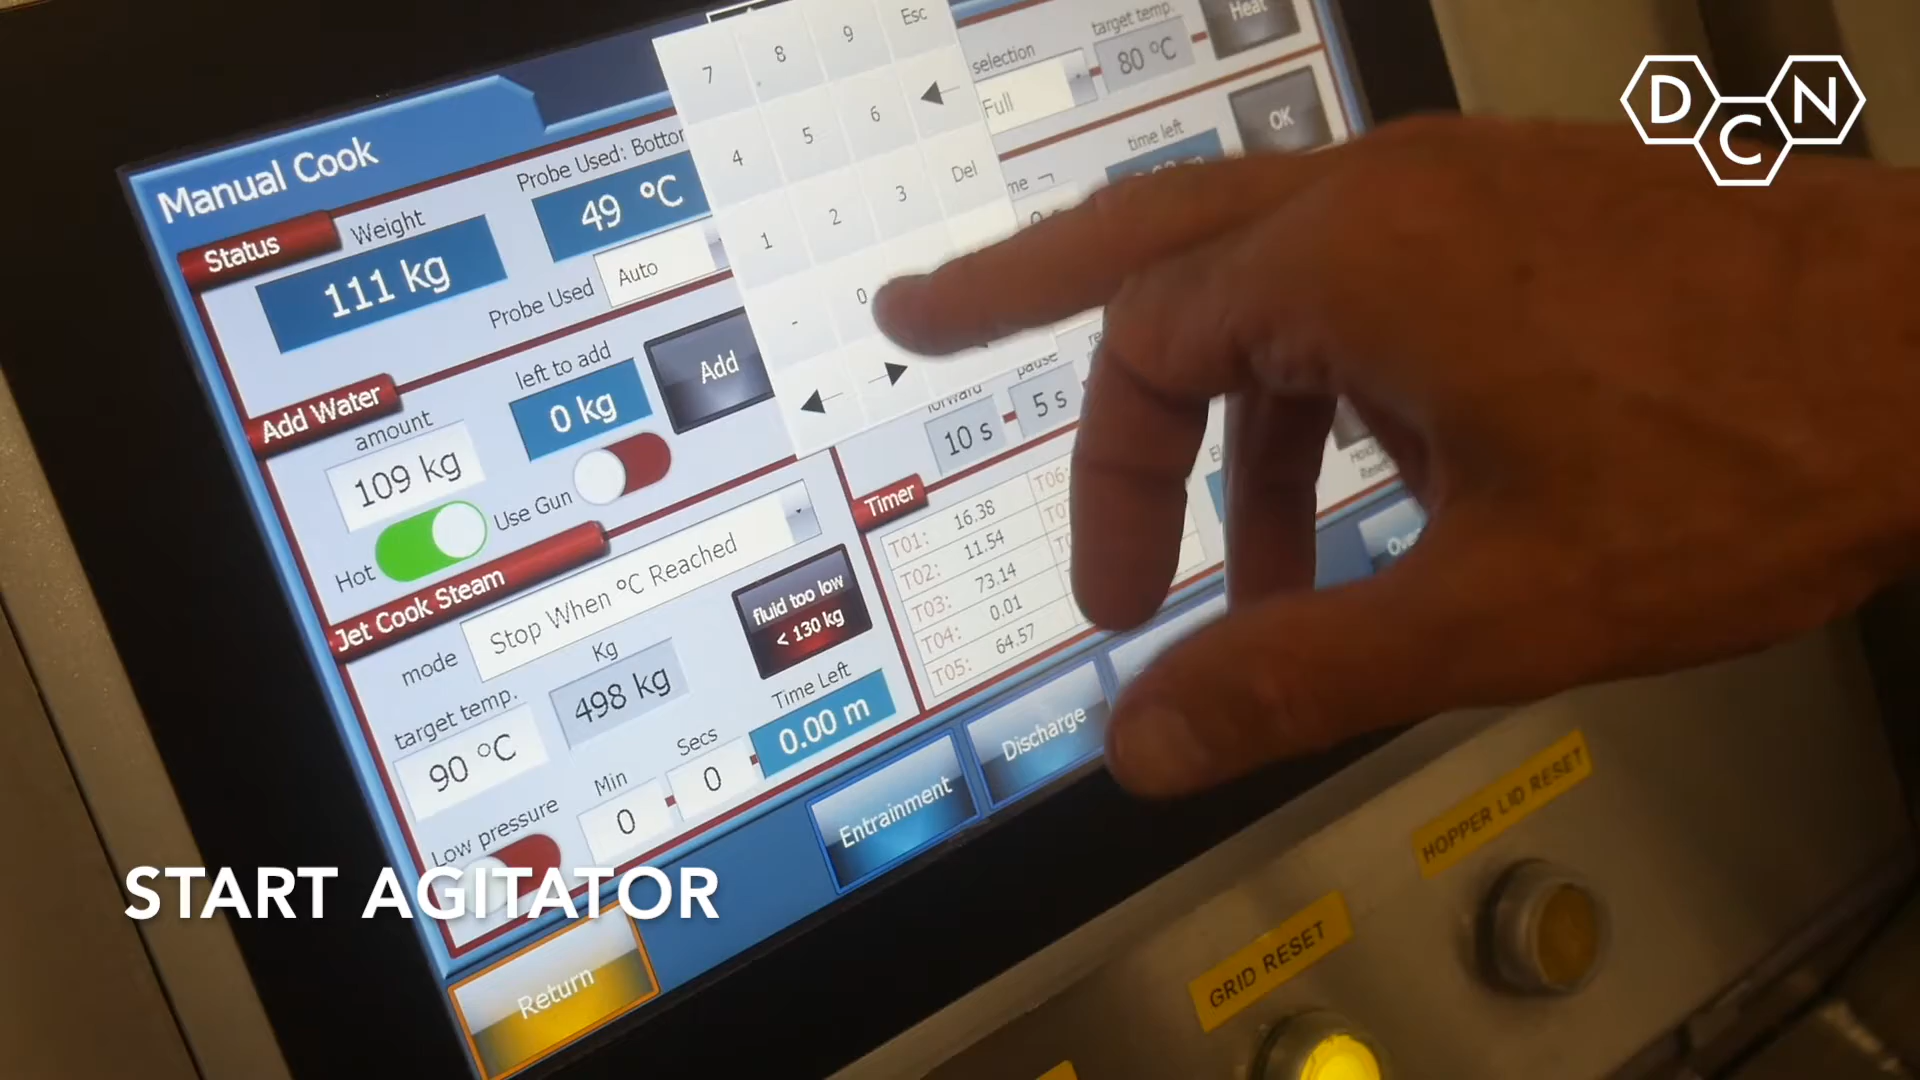 Manual Cook
Status
Weight
111 kg
Probe Used:
49 °C
Probe Used
Auto
7 8 9 Esc
4 5 6
1 2 3 Del
- 0
selection
Full
target temp.
80 °C
Heat
time left
OK
Add Water
amount
109 kg
left to add
0 kg
Add
Hot
Use Gun
pause
10 s
5 s
Jet Cook Steam
mode
Stop When °C Reached
fluid too low
< 130 kg
target temp.
90 °C
Kg
498 kg
Min
0
Secs
0
Time Left
0.00 m
Low pressure
Timer
T01: 16.38
T02: 11.54
T03: 73.14
T04: 0.01
T05: 64.57
T06:
Return
Entrainment
Discharge
GRID RESET
HOPPER LID RESET
START AGITATOR
DCN